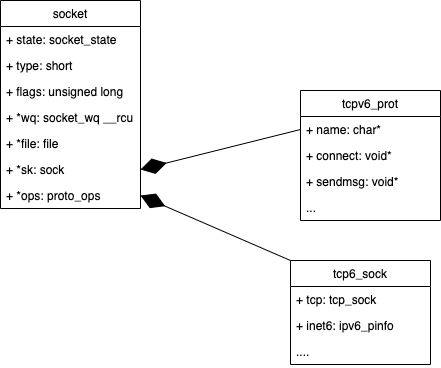 socket
+ state: socket_state
+ type: short
+ flags: unsigned long
+ *wq: socket_wq __rcu
+ *file: file
+ *sk: sock
+ *ops: proto_ops
tcpv6_prot
+ name: char*
+ connect: void*
+ sendmsg: void*
...
tcp6_sock
+ tcp: tcp_sock
+ inet6: ipv6_pinfo
....